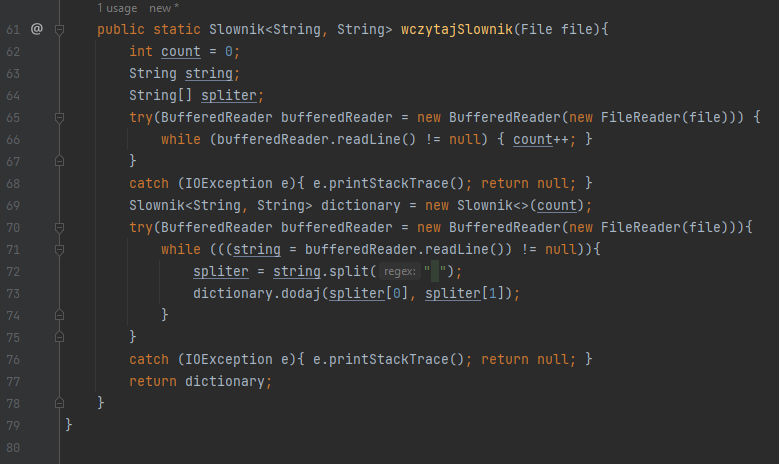 1 usage new *
61 @ public static Slownik<String, String> wczytajSlownik(File file){
62 int count = 0;
63 String string;
64 String[] spliter;
65 try(BufferedReader bufferedReader = new BufferedReader(new FileReader(file))) {
66 while (bufferedReader.readLine() != null) { count++; }
67 }
68 catch (IOException e){ e.printStackTrace(); return null; }
69 Slownik<String, String> dictionary = new Slownik<>(count);
70 try(BufferedReader bufferedReader = new BufferedReader(new FileReader(file))){
71 while (((string = bufferedReader.readLine()) != null)){
72 spliter = string.split( regex: " ");
73 dictionary.dodaj(spliter[0], spliter[1]);
74 }
75 }
76 catch (IOException e){ e.printStackTrace(); return null; }
77 return dictionary;
78 }
79 }
80